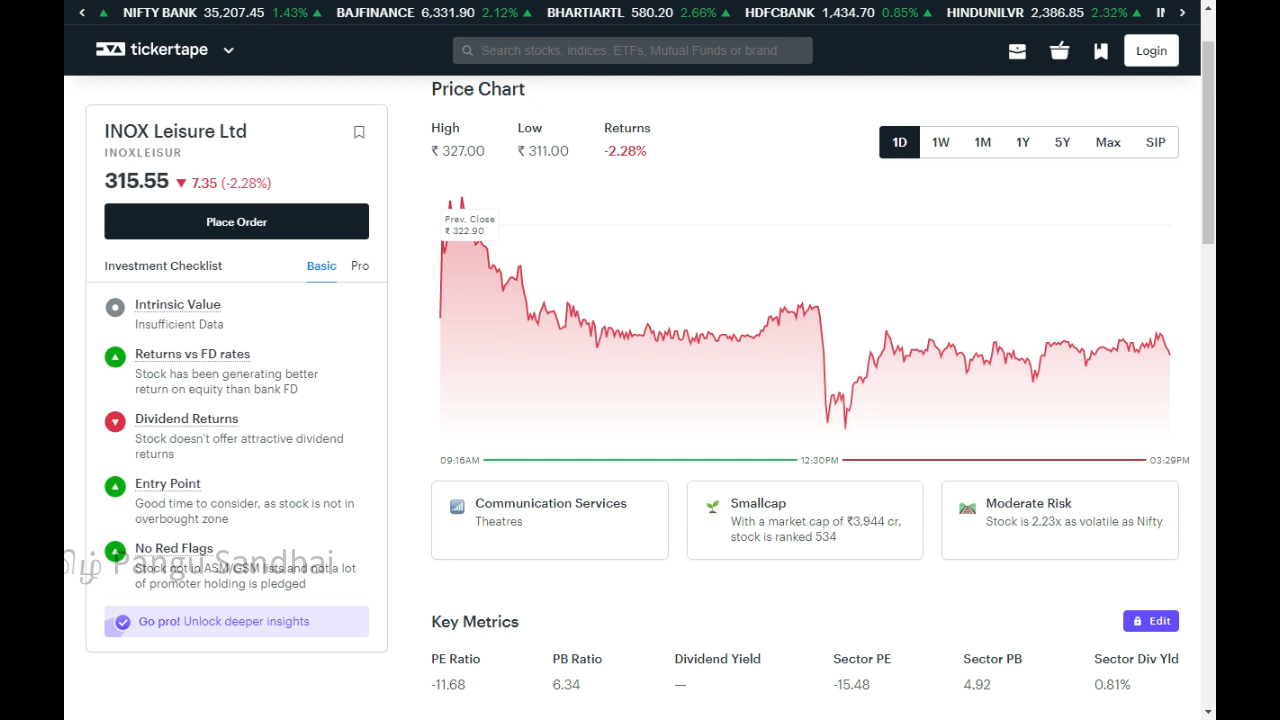 NIFTY BANK 35,207.45 1.43% BAJFINANCE 6,331.90 2.12% BHARTIARTL 580.20 2.66% HDFCBANK 1,434.70 0.85% HINDUNILVR 2,386.85 2.32%
tickertape
Search stocks, indices, ETFs, Mutual Funds or brand
Login
INOX Leisure Ltd
INOXLEISUR
315.55 7.35 (-2.28%)
Place Order
Investment Checklist Basic Pro
Intrinsic Value
Insufficient Data
Returns vs FD rates
Stock has been generating better
return on equity than bank FD
Dividend Returns
Stock doesn't offer attractive dividend
returns
Entry Point
Good time to consider, as stock is not in
overbought zone
No Red Flags
Stock not in ASM/GSM lists and not a lot
of promoter holding is pledged
Pangu Sandhai
Go pro! Unlock deeper insights
Price Chart
High Low Returns
₹ 327.00 ₹ 311.00 -2.28%
1D 1W 1M 1Y 5Y Max SIP
Prev. Close
₹ 322.90
09:16AM 12:30PM 03:29PM
Communication Services
Theatres
Smallcap
With a market cap of ₹3,944 cr,
stock is ranked 534
Moderate Risk
Stock is 2.23x as volatile as Nifty
Key Metrics
Edit
PE Ratio PB Ratio Dividend Yield Sector PE Sector PB Sector Div Yld
-11.68 6.34 — -15.48 4.92 0.81%